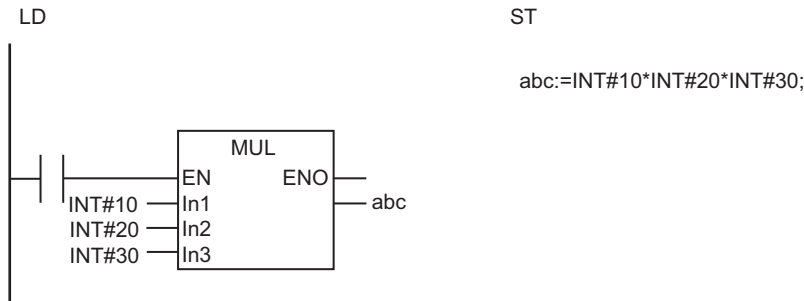 LD
ST
abc:=INT#10*INT#20*INT#30;
MUL
EN ENO
INT#10 In1 abc
INT#20 In2
INT#30 In3